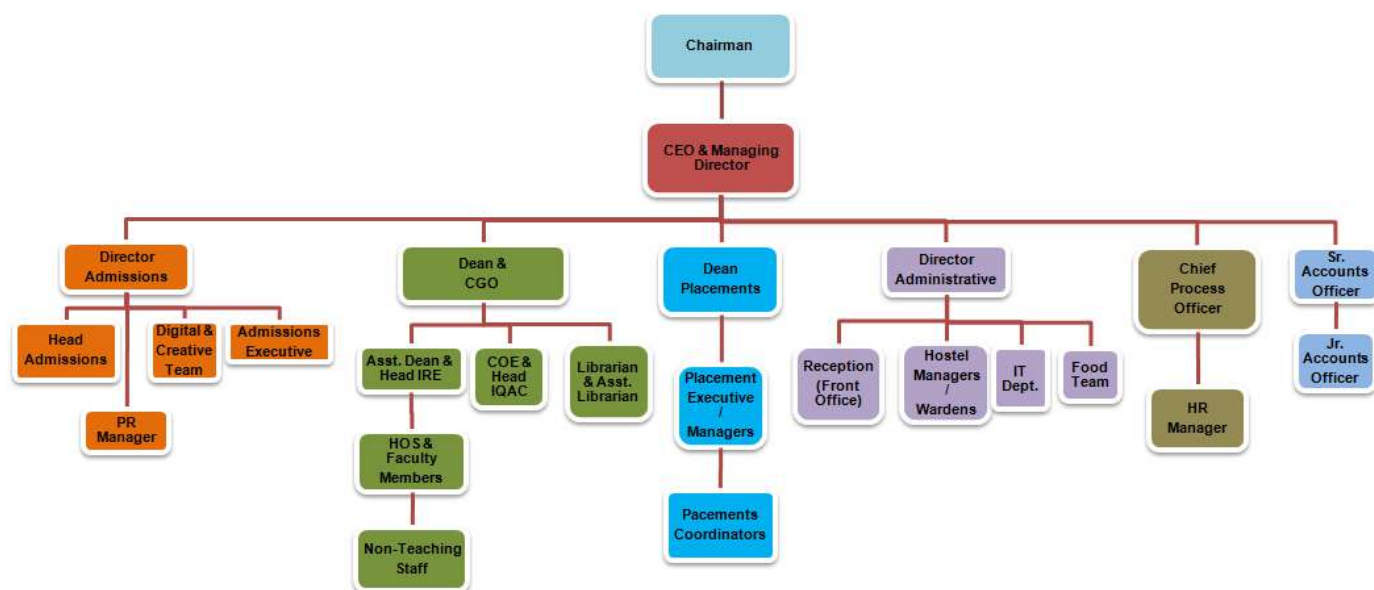 Chairman
CEO & Managing
Director
Director
Admissions
Dean &
CGO
Dean
Placements
Director
Administrative
Chief
Process
Officer
Sr.
Accounts
Officer
Head
Admissions
Digital &
Creative
Team
Admissions
Executive
PR
Manager
Asst. Dean &
Head IRE
COE &
Head
IQAC
Librarian
& Asst.
Librarian
HOS &
Faculty
Members
Non-Teaching
Staff
Placement
Executive
/
Managers
Pacements
Coordinators
Reception
(Front
Office)
Hostel
Managers
/
Wardens
IT
Dept.
Food
Team
HR
Manager
Jr.
Accounts
Officer